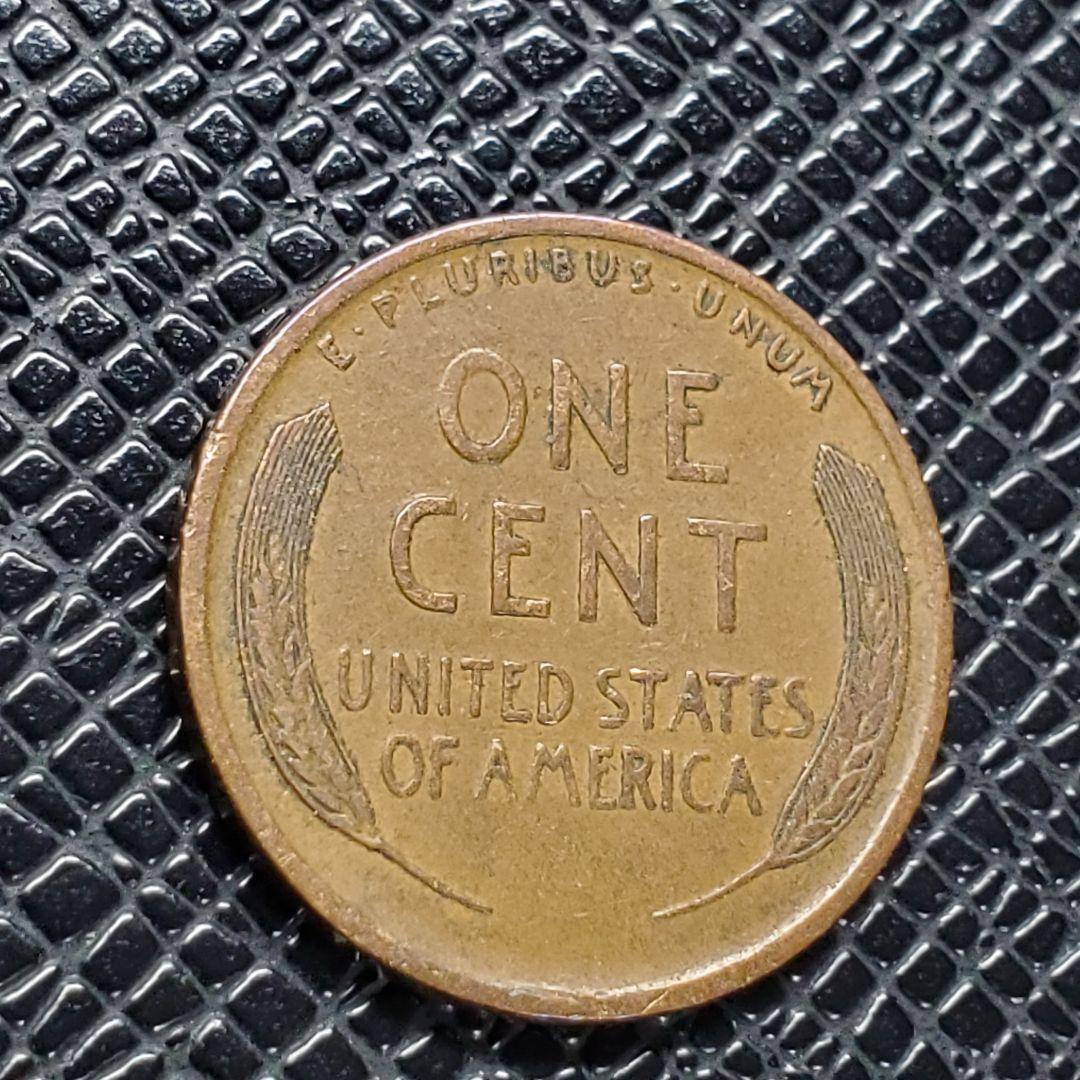 E · PLURIBUS · UNUM
ONE
CENT
UNITED STATES
OF AMERICA